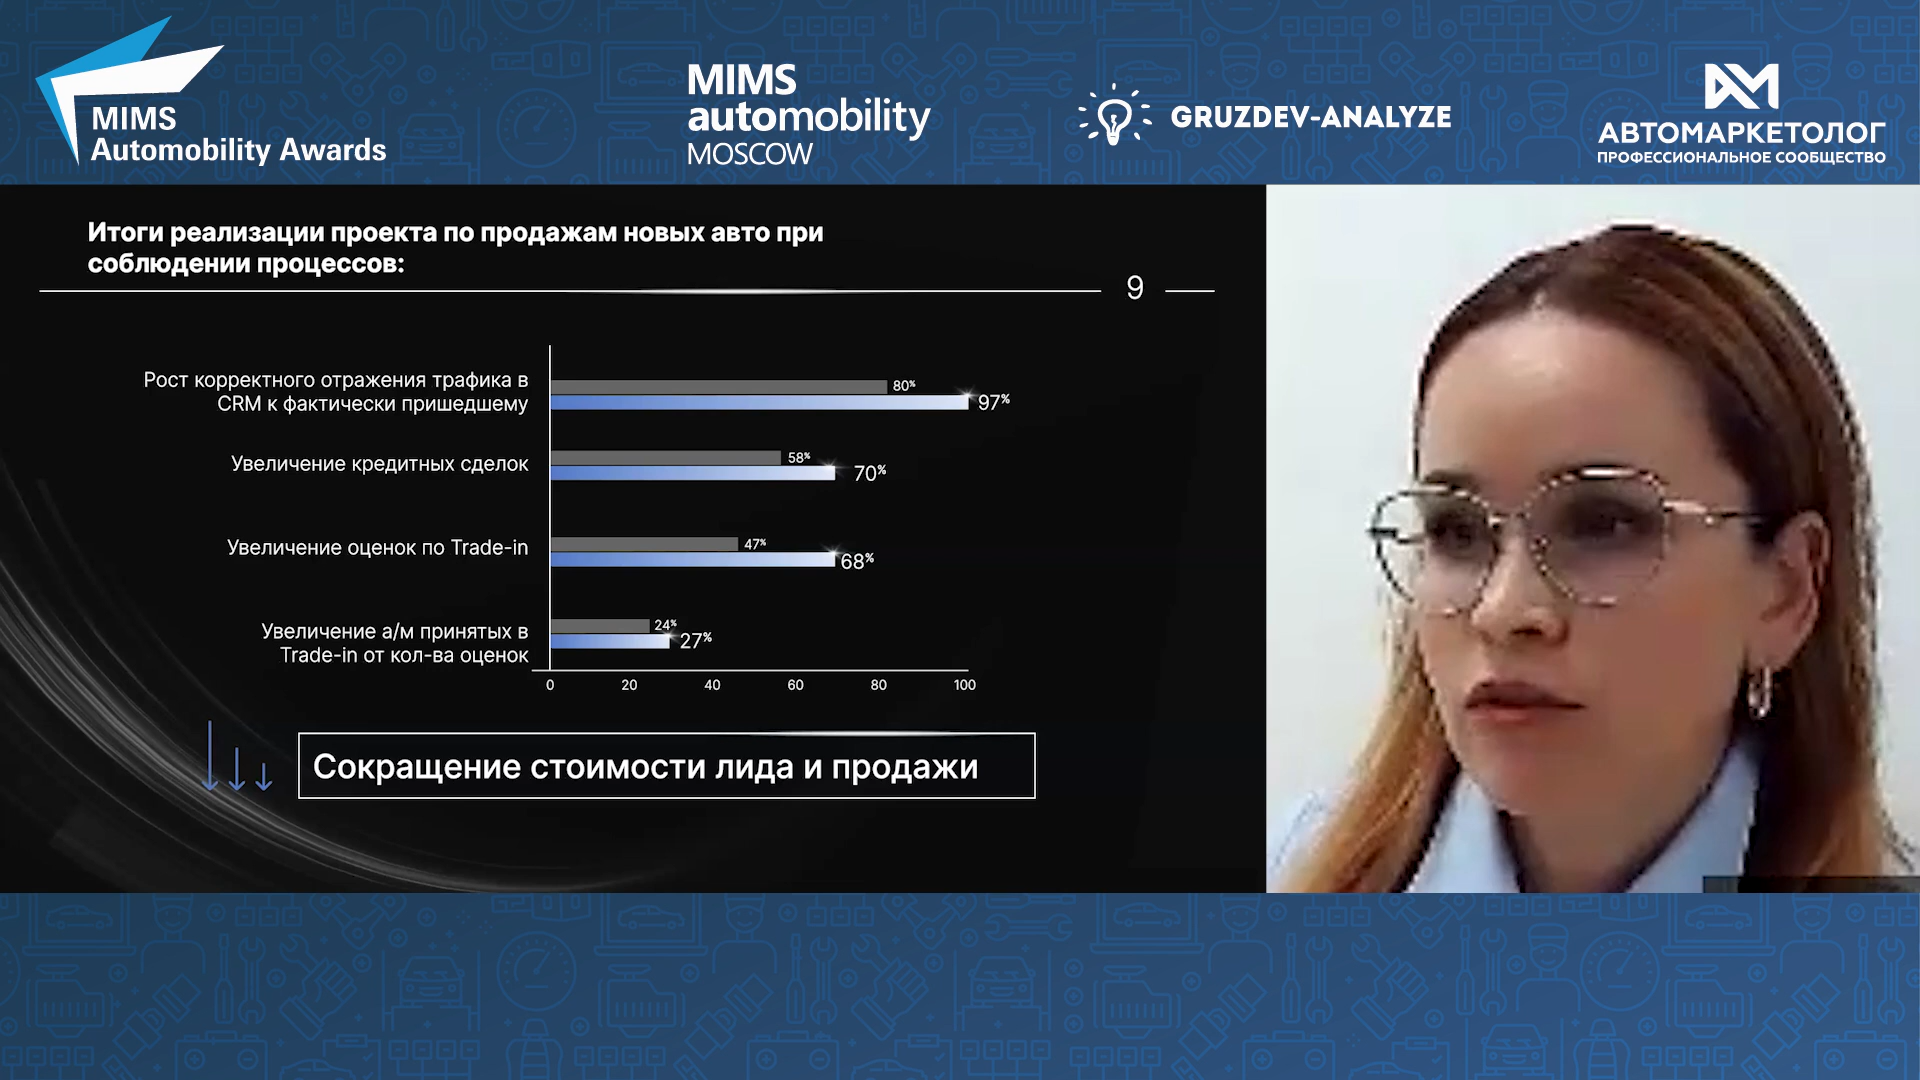 MIMS
Automobility Awards
MIMS
automobility
MOSCOW
GRUZDEV-ANALYZE
АВТОМАРКЕТОЛОГ
ПРОФЕССИОНАЛЬНОЕ СООБЩЕСТВО
Итоги реализации проекта по продажам новых авто при
соблюдении процессов:
9
Рост корректного отражения трафика в
CRM к фактически пришедшему
80%
97%
Увеличение кредитных сделок
58%
70%
Увеличение оценок по Trade-in
47%
68%
Увеличение а/м принятых в
Trade-in от кол-ва оценок
24%
27%
0 20 40 60 80 100
Сокращение стоимости лида и продажи